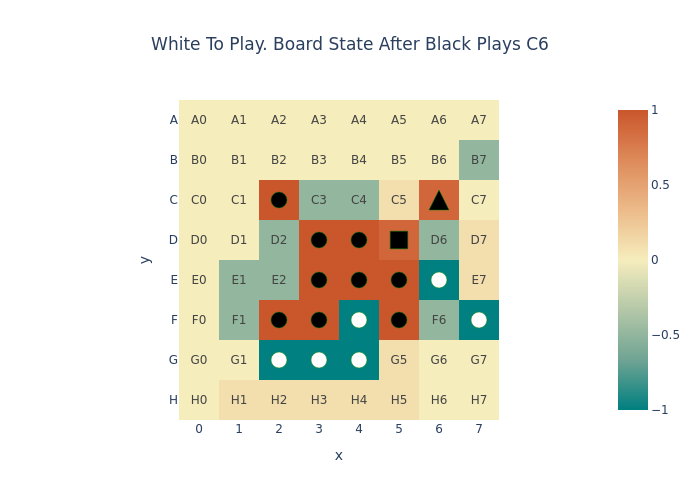 White To Play. Board State After Black Plays C6
A A0 A1 A2 A3 A4 A5 A6 A7 1
B B0 B1 B2 B3 B4 B5 B6 B7
C C0 C1 C3 C4 C5 C7 0.5
D D0 D1 D2 D6 D7
y 0
E E0 E1 E2 E7
F F0 F1 F6 −0.5
G G0 G1 G5 G6 G7
H H0 H1 H2 H3 H4 H5 H6 H7 −1
0 1 2 3 4 5 6 7
x